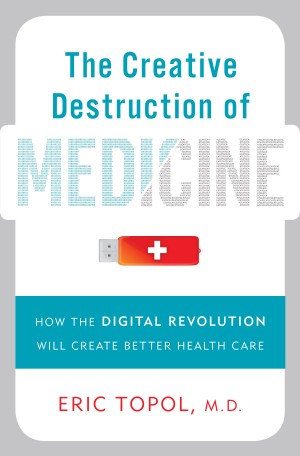 The Creative
Destruction of
MEDICINE
HOW THE DIGITAL REVOLUTION
WILL CREATE BETTER HEALTH CARE
ERIC TOPOL, M.D.